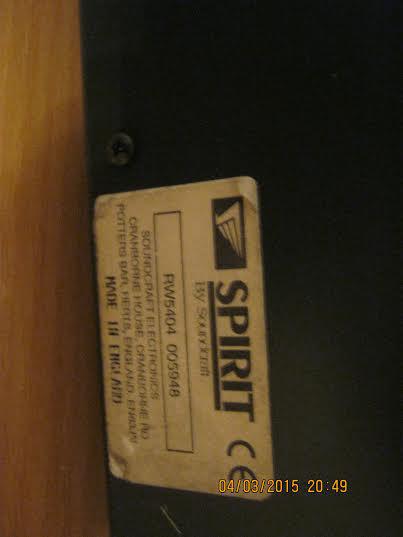 SPIRIT CE
By Soundcraft
RW5404 005948
SOUNDCRAFT ELECTRONICS
CRANBORNE HOUSE, CRANBORNE RD
POTTERS BAR, HERTS, ENGLAND,
MADE IN ENGLAND
04/03/2015 20:49